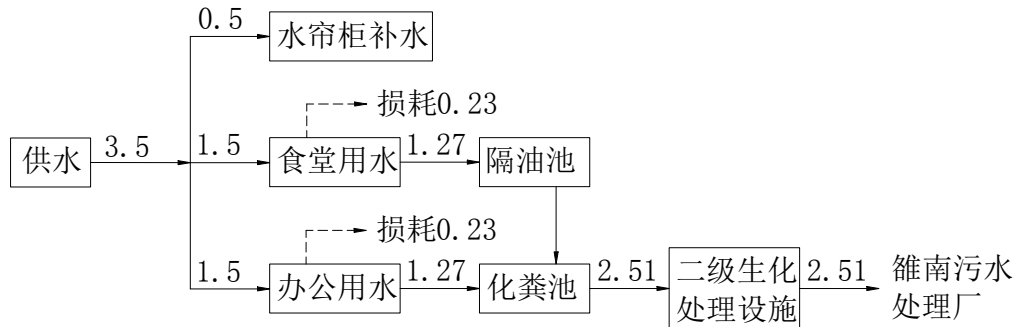 0.5
水帘柜补水
损耗0.23
供水
3.5
1.5
食堂用水
1.27
隔油池
损耗0.23
1.5
办公用水
1.27
化粪池
2.51
二级生化
处理设施
2.51
雒南污水
处理厂